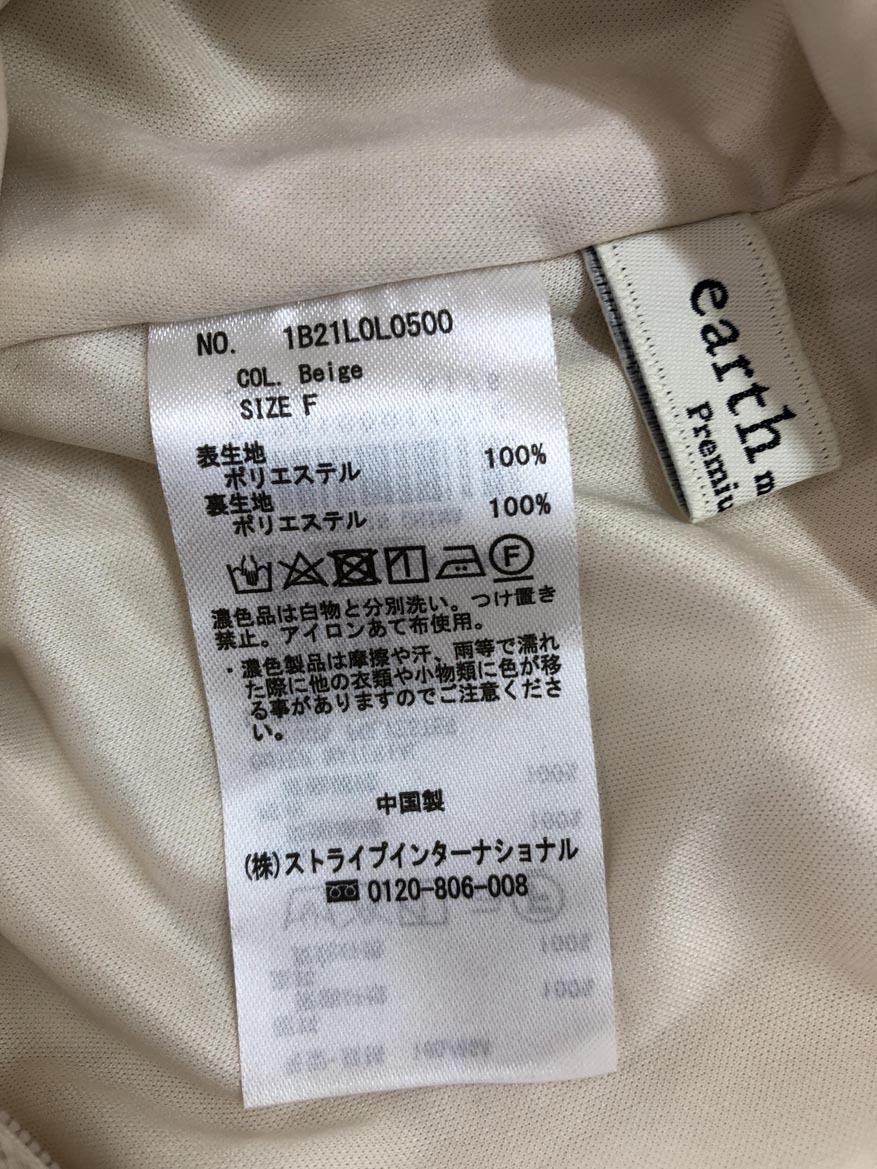 NO. 1B21L0L0500
COL. Beige
SIZE F
表生地
ポリエステル 100%
裏生地
ポリエステル 100%
F
濃色品は白物と分別洗い。つけ置き
禁止。アイロンあて布使用。
・濃色製品は摩擦や汗、雨等で濡れ
た際に他の衣類や小物類に色が移
る事がありますのでご注意くださ
い。
中国製
(株)ストライプインターナショナル
0120-806-008
earth m
Premiu